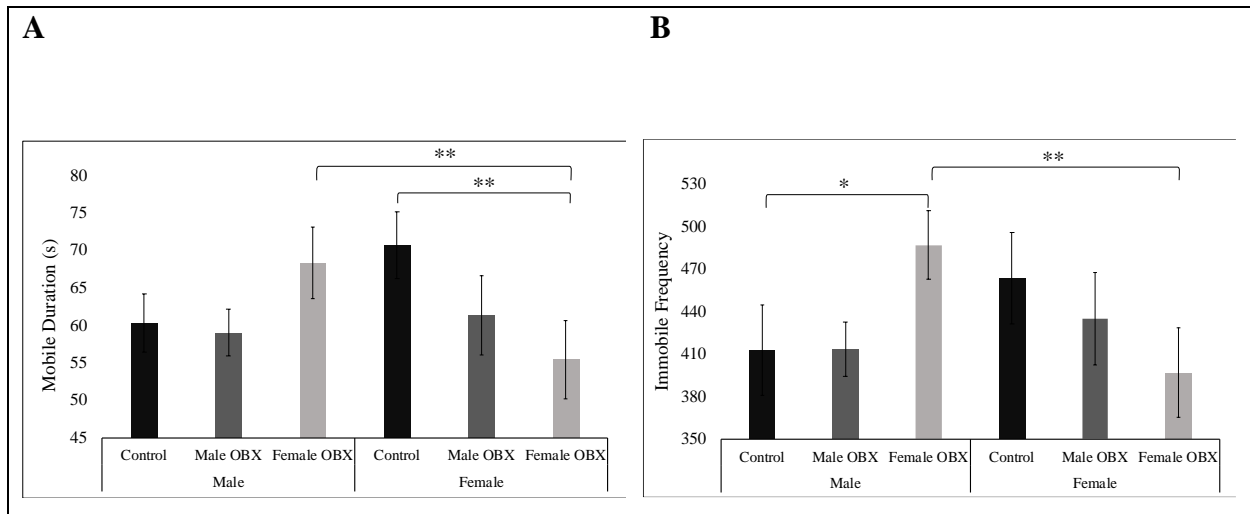 A
**
**
80
75
70
65
60
55
50
45
Mobile Duration (s)
Control Male OBX Female OBX Control Male OBX Female OBX
Male Female
B
**
*
530
500
470
440
410
380
350
Immobile Frequency
Control Male OBX Female OBX Control Male OBX Female OBX
Male Female